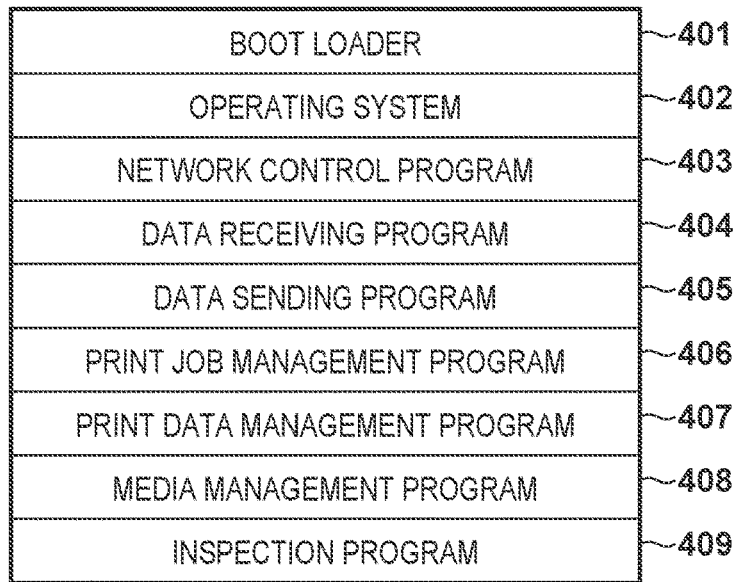 BOOT LOADER 401
OPERATING SYSTEM 402
NETWORK CONTROL PROGRAM 403
DATA RECEIVING PROGRAM 404
DATA SENDING PROGRAM 405
PRINT JOB MANAGEMENT PROGRAM 406
PRINT DATA MANAGEMENT PROGRAM 407
MEDIA MANAGEMENT PROGRAM 408
INSPECTION PROGRAM 409